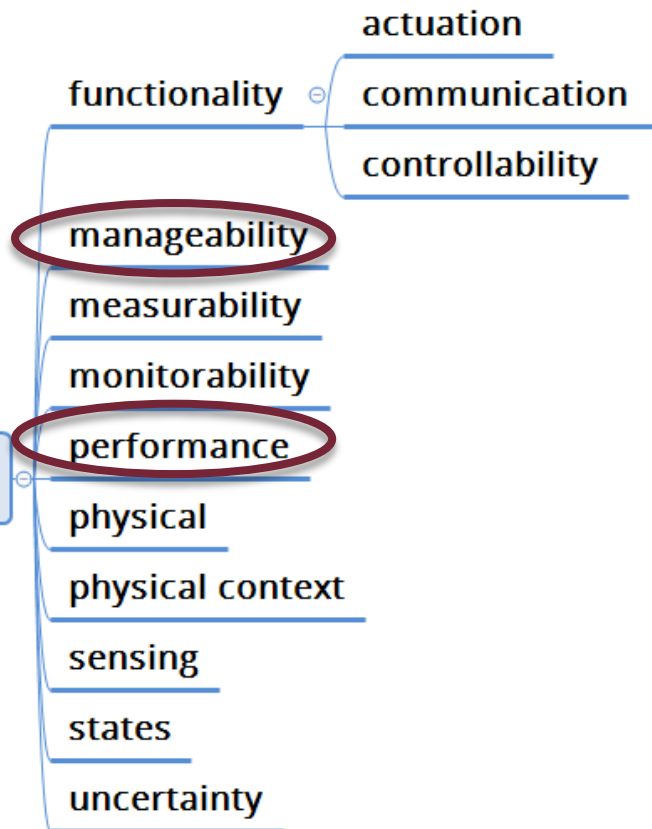 actuation
functionality
communication
controllability
manageability
measurability
monitorability
performance
physical
physical context
sensing
states
uncertainty